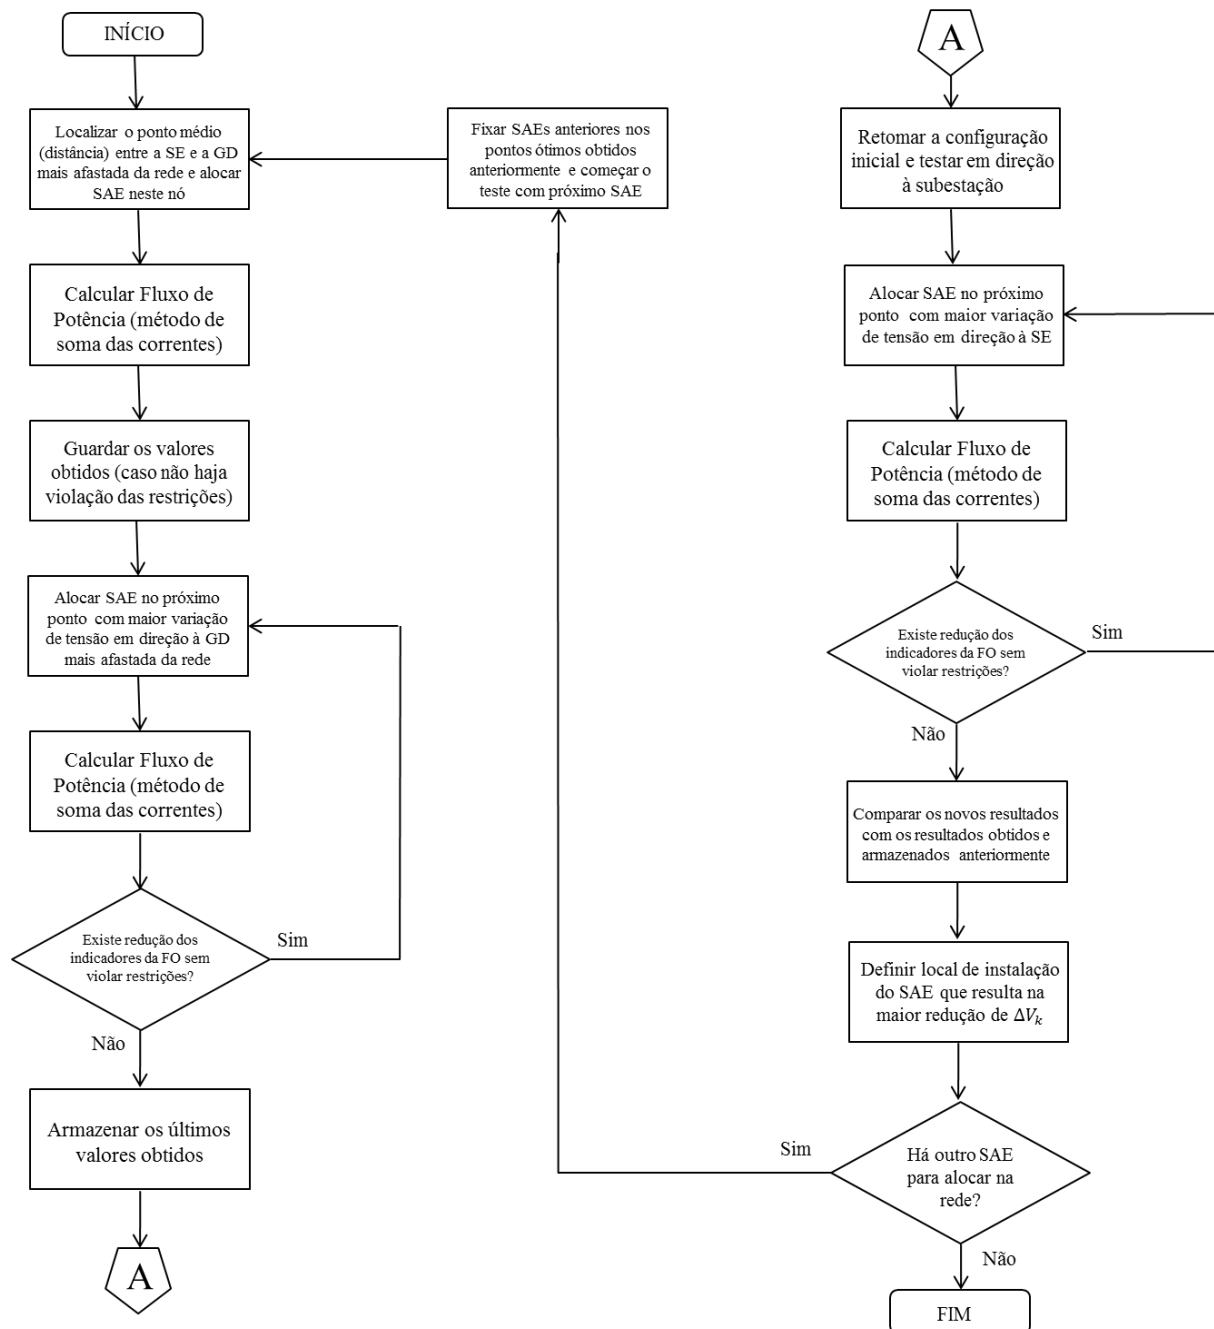 INÍCIO
Localizar o ponto médio
(distância) entre a SE e a GD
mais afastada da rede e alocar
SAE neste nó
Calcular Fluxo de
Potência (método de
soma das correntes)
Guardar os valores
obtidos (caso não haja
violação das restrições)
Alocar SAE no próximo
ponto com maior variação
de tensão em direção à GD
mais afastada da rede
Calcular Fluxo de
Potência (método de
soma das correntes)
Existe redução dos
indicadores da FO sem
violar restrições?
Sim
Não
Armazenar os últimos
valores obtidos
A
Fixar SAEs anteriores nos
pontos ótimos obtidos
anteriormente e começar o
teste com próximo SAE
A
Retomar a configuração
inicial e testar em direção
à subestação
Alocar SAE no próximo
ponto com maior variação
de tensão em direção à SE
Calcular Fluxo de
Potência (método de
soma das correntes)
Existe redução dos
indicadores da FO sem
violar restrições?
Sim
Não
Comparar os novos resultados
com os resultados obtidos e
armazenados anteriormente
Definir local de instalação
do SAE que resulta na
maior redução de ΔVₖ
Há outro SAE
para alocar na
rede?
Sim
Não
FIM